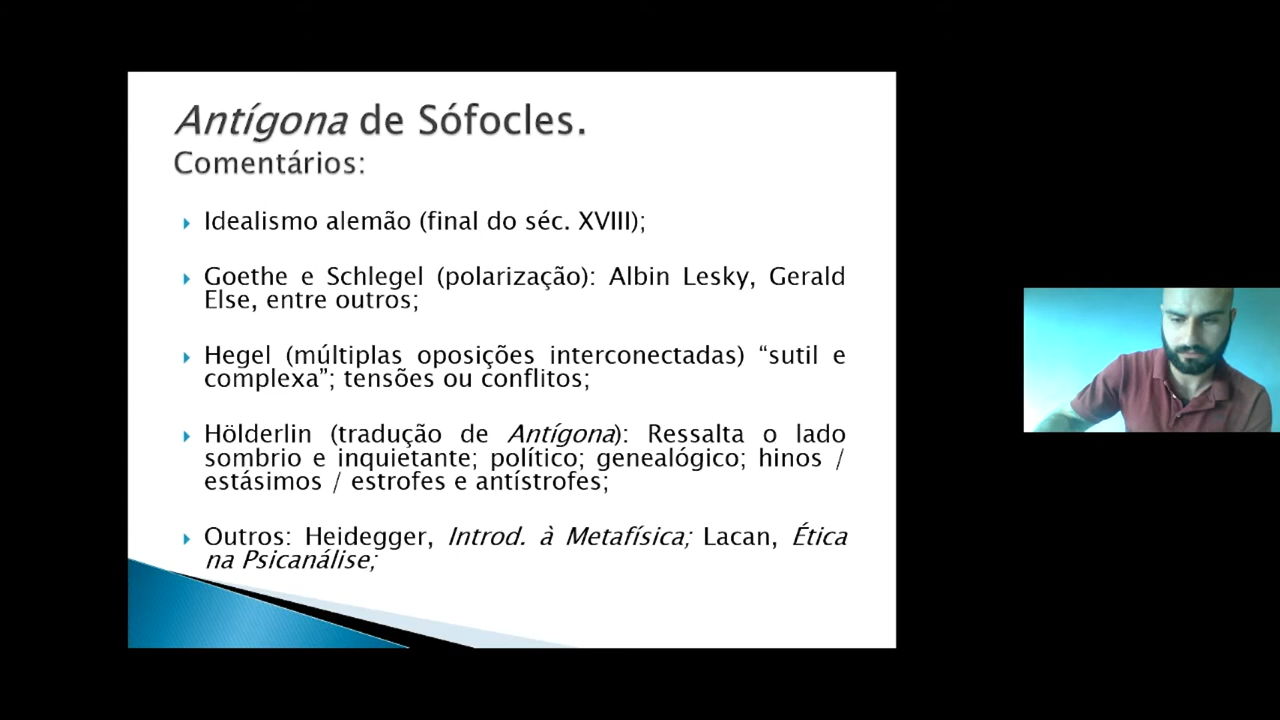 Antígona de Sófocles.
Comentários:
Idealismo alemão (final do séc. XVIII);
Goethe e Schlegel (polarização): Albin Lesky, Gerald
Else, entre outros;
Hegel (múltiplas oposições interconectadas) “sutil e
complexa”; tensões ou conflitos;
Hölderlin (tradução de Antígona): Ressalta o lado
sombrio e inquietante; político; genealógico; hinos /
estásimos / estrofes e antístrofes;
Outros: Heidegger, Introd. à Metafísica; Lacan, Ética
na Psicanálise;